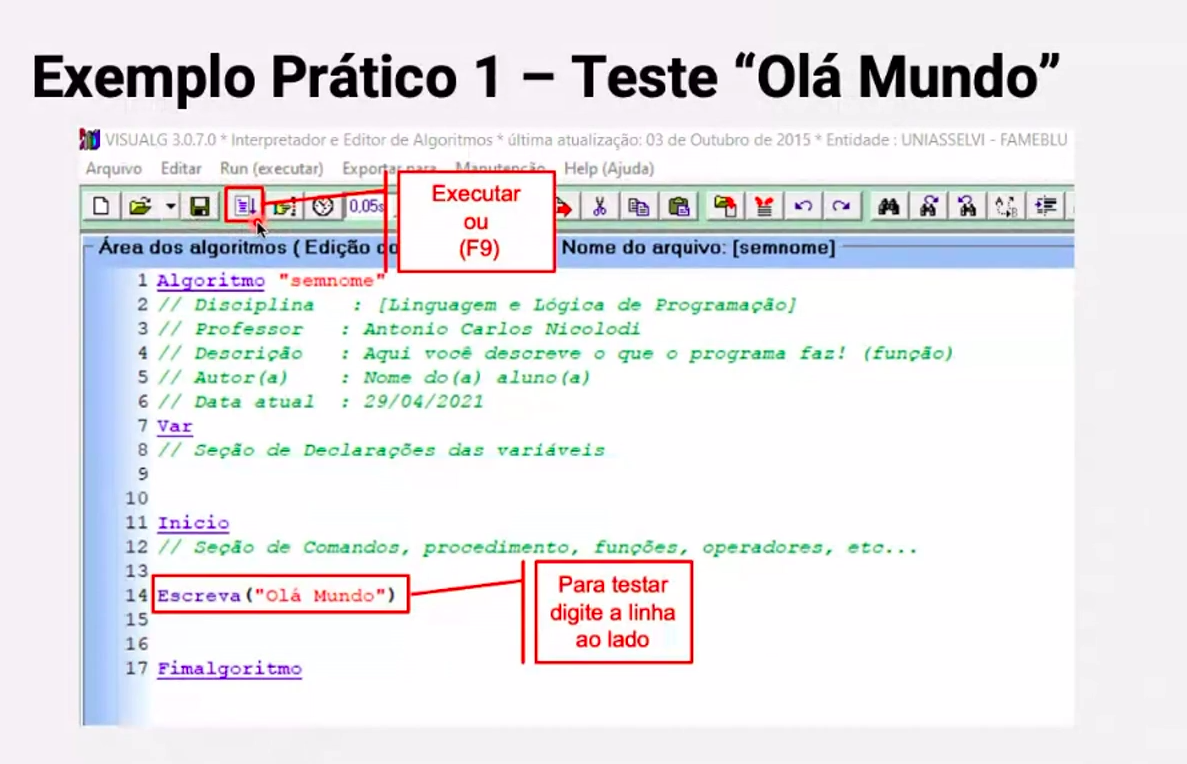 Exemplo Prático 1 – Teste “Olá Mundo”
VISUALG 3.0.7.0 * Interpretador e Editor de Algoritmos * última atualização: 03 de Outubro de 2015 * Entidade : UNIASSELVI - FAMEBLU
Arquivo Editar Run (executar) Exportar para Manutenção Help (Ajuda)
0,05s
Executar
ou
(F9)
Área dos algoritmos ( Edição do Nome do arquivo: [semnome]
1 Algoritmo "semnome"
2 // Disciplina : [Linguagem e Lógica de Programação]
3 // Professor : Antonio Carlos Nicolodi
4 // Descrição : Aqui você descreve o que o programa faz! (função)
5 // Autor(a) : Nome do(a) aluno(a)
6 // Data atual : 29/04/2021
7 Var
8 // Seção de Declarações das variáveis
9
10
11 Inicio
12 // Seção de Comandos, procedimento, funções, operadores, etc...
13
14 Escreva("Olá Mundo")
Para testar
digite a linha
ao lado
15
16
17 Fimalgoritmo